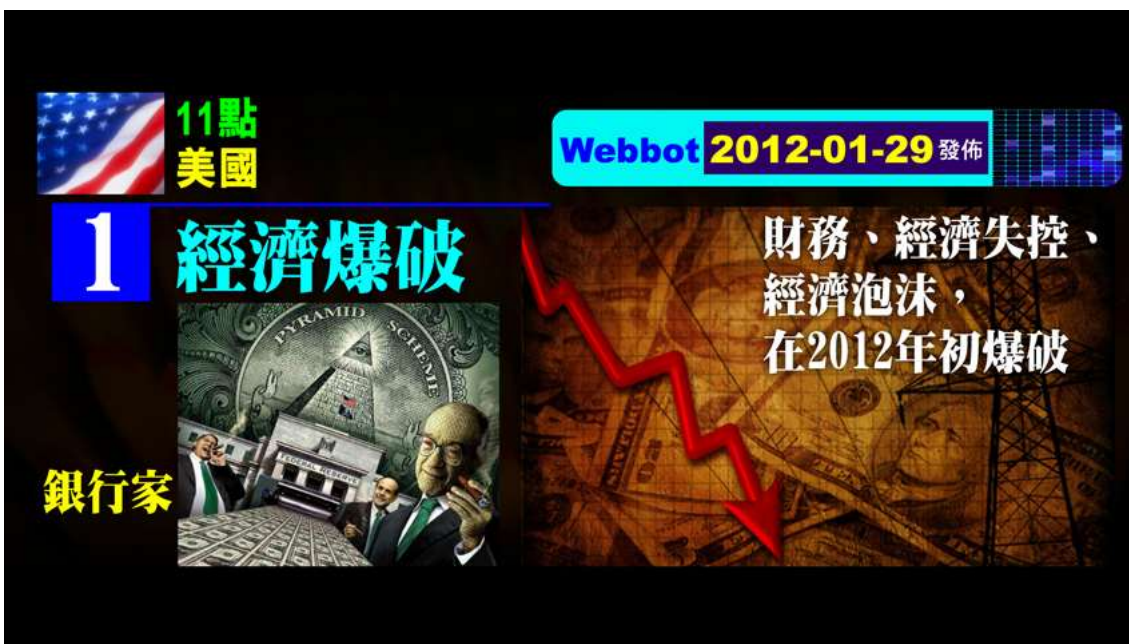 11點
美國
Webbot 2012-01-29 發佈
1 經濟爆破
財務、經濟失控、
經濟泡沫，
在2012年初爆破
PYRAMID SCHEME
FEDERAL RESERVE
銀行家